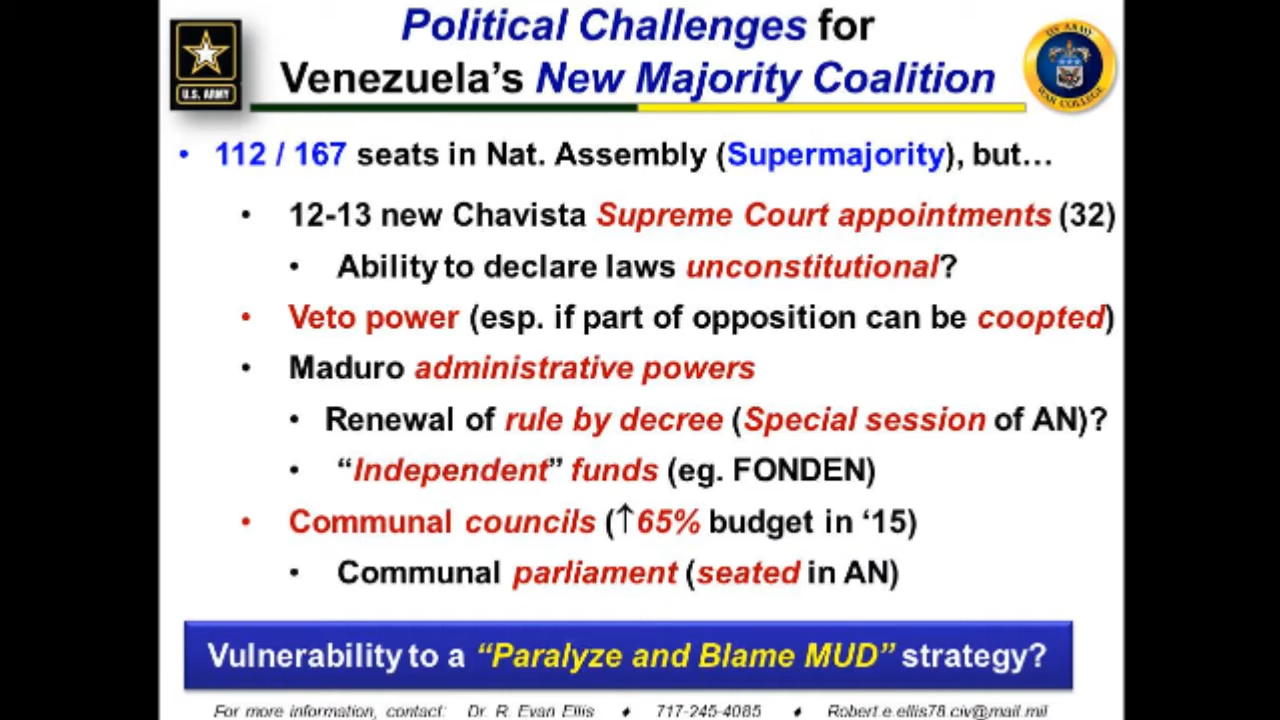 Political Challenges for
Venezuela's New Majority Coalition
U.S. ARMY
US ARMY
WAR COLLEGE
• 112 / 167 seats in Nat. Assembly (Supermajority), but…
• 12-13 new Chavista Supreme Court appointments (32)
• Ability to declare laws unconstitutional?
• Veto power (esp. if part of opposition can be coopted)
• Maduro administrative powers
• Renewal of rule by decree (Special session of AN)?
• “Independent” funds (eg. FONDEN)
• Communal councils (↑65% budget in ‘15)
• Communal parliament (seated in AN)
Vulnerability to a “Paralyze and Blame MUD” strategy?
For more information, contact: Dr. R. Evan Ellis ♦ 717-245-4085 ♦ Robert.e.ellis78.civ@mail.mil